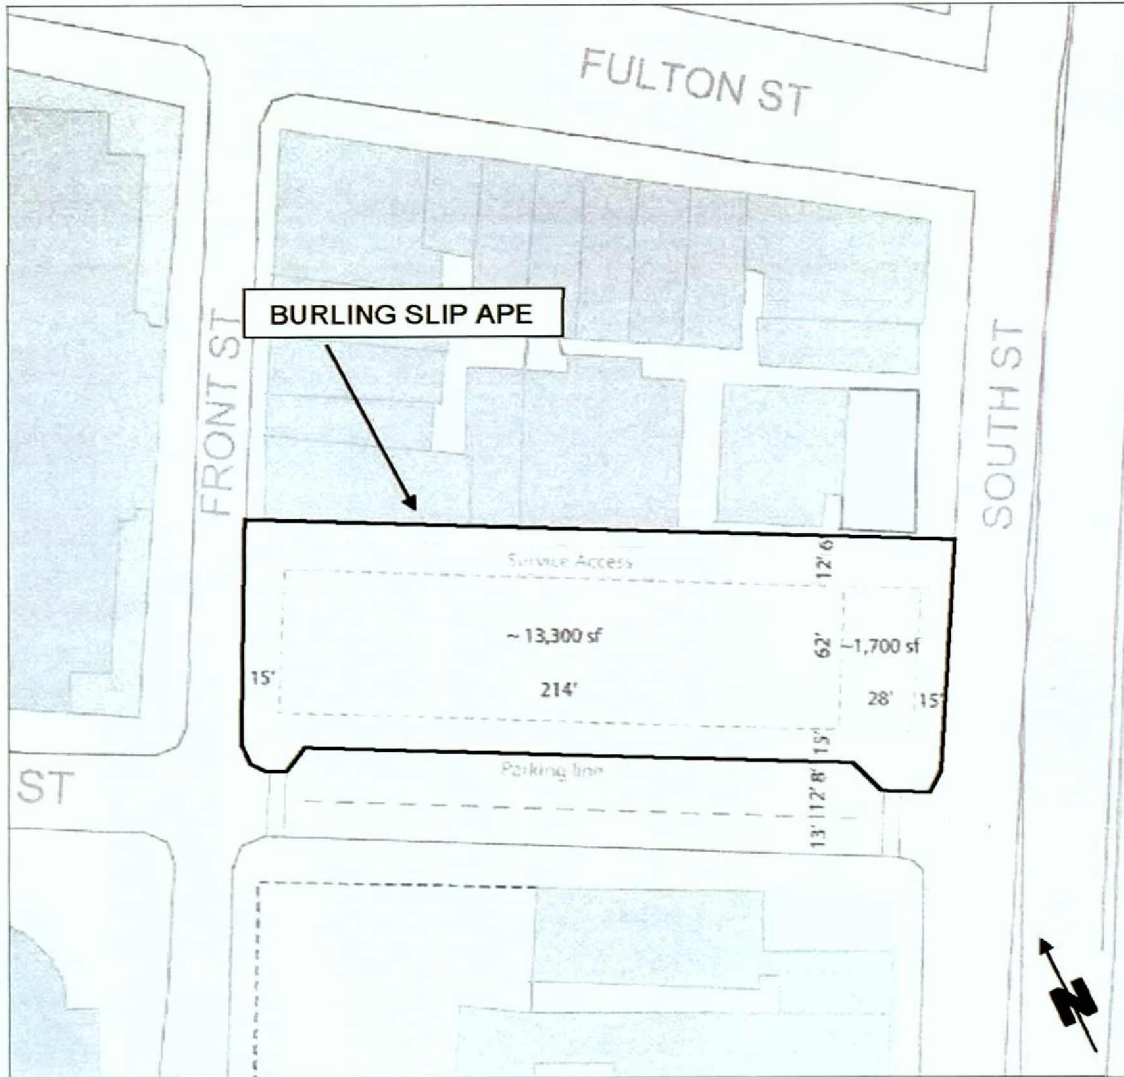 FULTON ST
BURLING SLIP APE
FRONT ST
SOUTH ST
Service Access
12' 6
~ 13,300 sf
62'
~1,700 sf
15'
214'
28'
15'
15'
Parking line
12' 8'
13'
ST
N